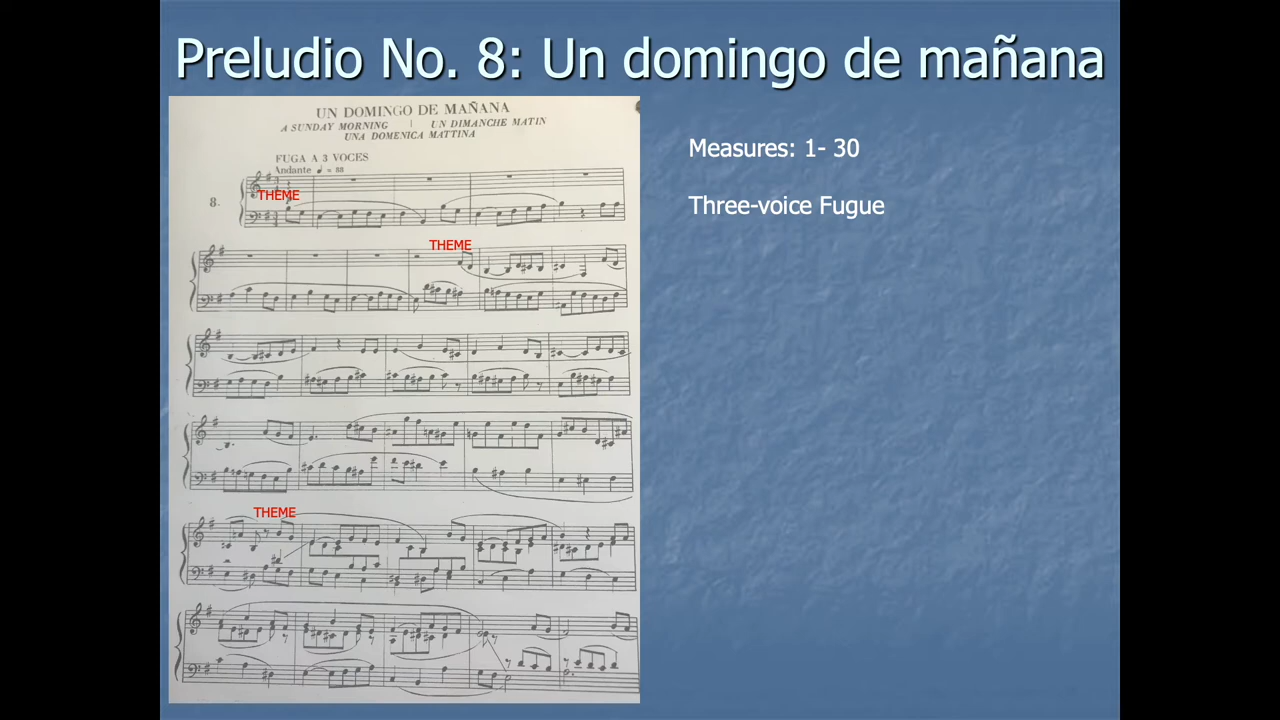 Preludio No. 8: Un domingo de mañana
UN DOMINGO DE MAÑANA
A SUNDAY MORNING | UN DIMANCHE MATIN
UNA DOMENICA MATTINA
FUGA A 3 VOCES
Andante ♩ = 88
8.
THEME
THEME
THEME
Measures: 1- 30
Three-voice Fugue